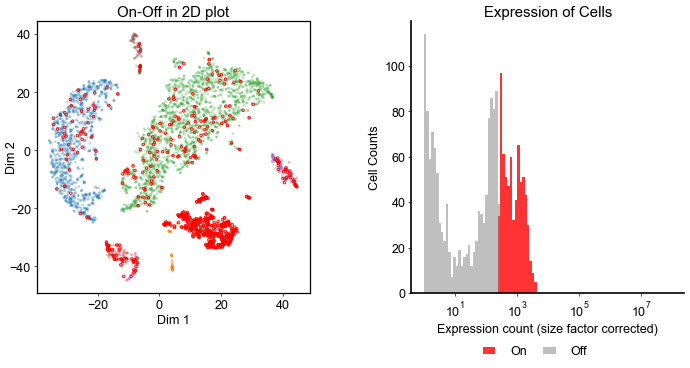 On-Off in 2D plot
Expression of Cells
40
20
0
−20
−40
Dim 2
−20
0
20
40
Dim 1
100
80
60
40
20
0
Cell Counts
10^1
10^3
10^5
10^7
Expression count (size factor corrected)
On
Off